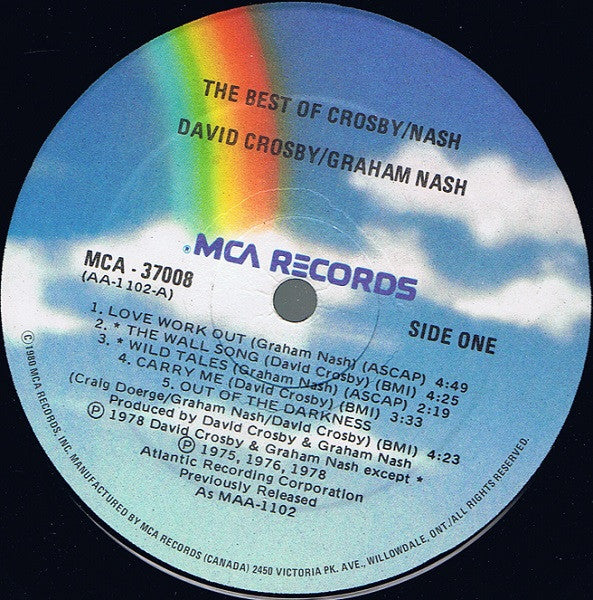 THE BEST OF CROSBY/NASH
DAVID CROSBY/GRAHAM NASH
MCA RECORDS
MCA - 37008
(AA-1102-A)
SIDE ONE
1. LOVE WORK OUT (Graham Nash) (ASCAP) 4:49
2. * THE WALL SONG (David Crosby) (BMI) 4:25
3. * WILD TALES (Graham Nash) (ASCAP) 2:19
4. CARRY ME (David Crosby) (BMI) 3:33
5. OUT OF THE DARKNESS
(Craig Doerge/Graham Nash/David Crosby) (BMI) 4:23
Produced by David Crosby & Graham Nash
Ⓟ 1978 David Crosby & Graham Nash except *
Ⓟ 1975, 1976, 1978
Atlantic Recording Corporation
Previously Released
As MAA-1102
©1980 MCA RECORDS, INC. MANUFACTURED BY MCA RECORDS (CANADA) 2450 VICTORIA PK. AVE., WILLOWDALE, ONT./ALL RIGHTS RESERVED.